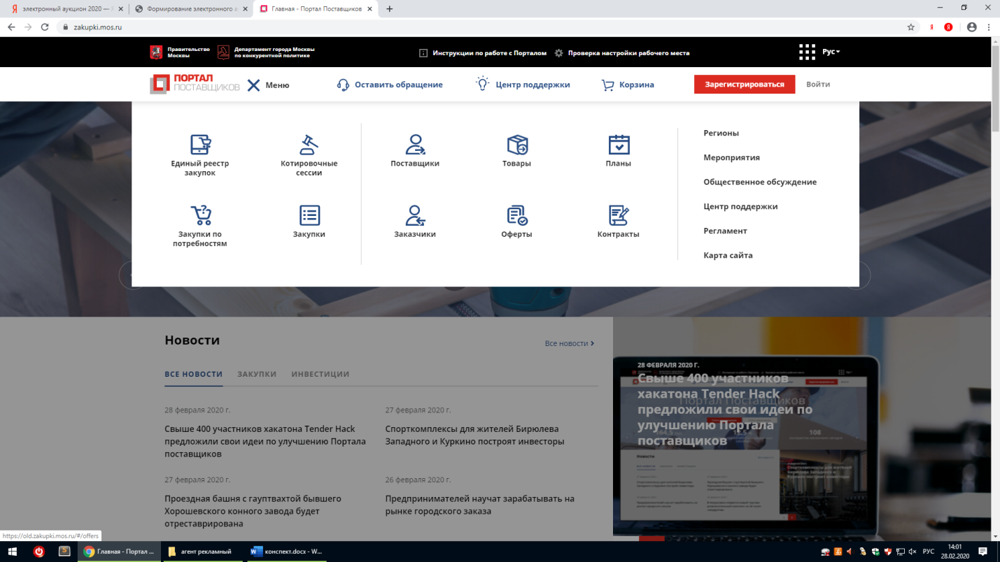 электронный аукцион 2020 — Я
Формирование электронного а
Главная - Портал Поставщиков
zakupki.mos.ru
Правительство
Москвы
Департамент города Москвы
по конкурентной политике
Инструкции по работе с Порталом
Проверка настройки рабочего места
Рус
ПОРТАЛ
ПОСТАВЩИКОВ
Меню
Оставить обращение
Центр поддержки
Корзина
Зарегистрироваться
Войти
Единый реестр
закупок
Котировочные
сессии
Поставщики
Товары
Планы
Закупки по
потребностям
Закупки
Заказчики
Оферты
Контракты
Регионы
Мероприятия
Общественное обсуждение
Центр поддержки
Регламент
Карта сайта
Новости
Все новости
ВСЕ НОВОСТИ
ЗАКУПКИ
ИНВЕСТИЦИИ
28 февраля 2020 г.
Свыше 400 участников хакатона Tender Hack
предложили свои идеи по улучшению Портала
поставщиков
27 февраля 2020 г.
Спорткомплексы для жителей Бирюлева
Западного и Куркино построят инвесторы
27 февраля 2020 г.
Проездная башня с гауптвахтой бывшего
Хорошевского конного завода будет
отреставрирована
26 февраля 2020 г.
Предпринимателей научат зарабатывать на
рынке городского заказа
28 ФЕВРАЛЯ 2020 Г.
Свыше 400 участников
хакатона Tender Hack
предложили свои идеи по
улучшению Портала
поставщиков
Портал Поставщиков
108
Новости
https://old.zakupki.mos.ru/#/offers
Главная - Портал ...
агент рекламный
конспект.docx - W...
РУС
14:01
28.02.2020